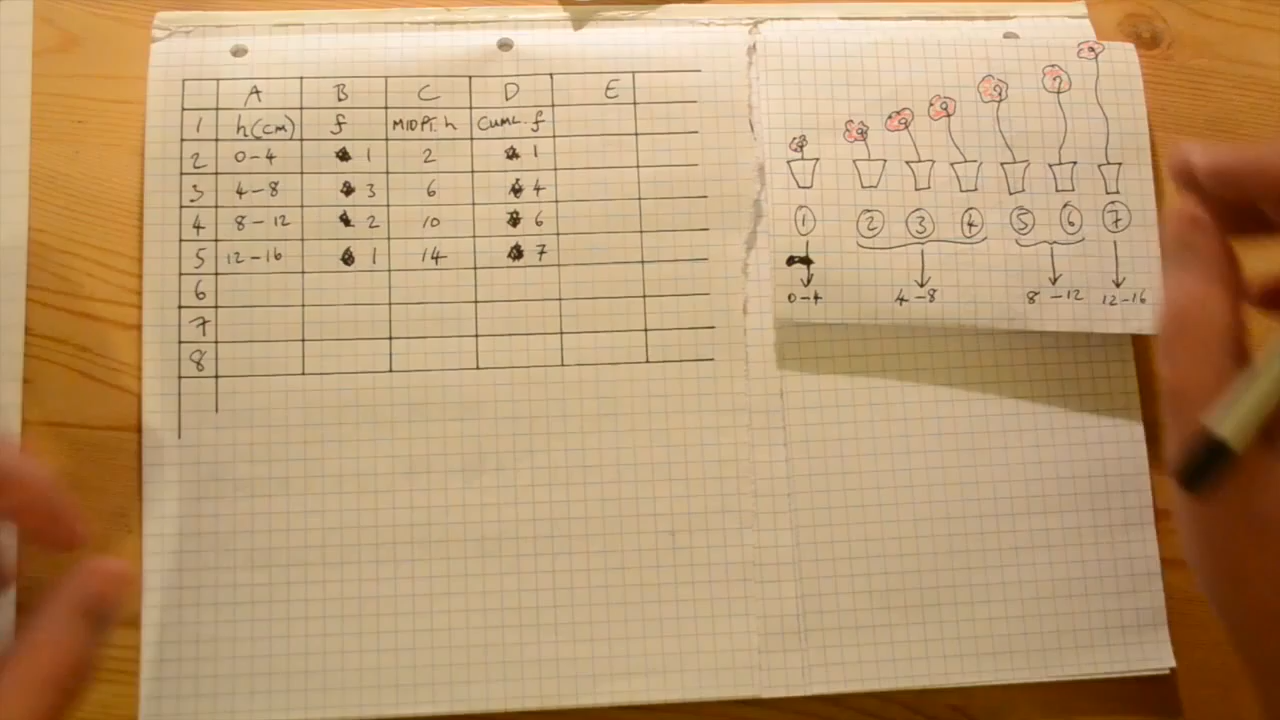 A B C D E
1 h(cm) f MIDPT. h CUML. f
2 0-4 1 2 1
3 4-8 3 6 4
4 8-12 2 10 6
5 12-16 1 14 7
6
7
8
1 2 3 4 5 6 7
0-4 4-8 8-12 12-16